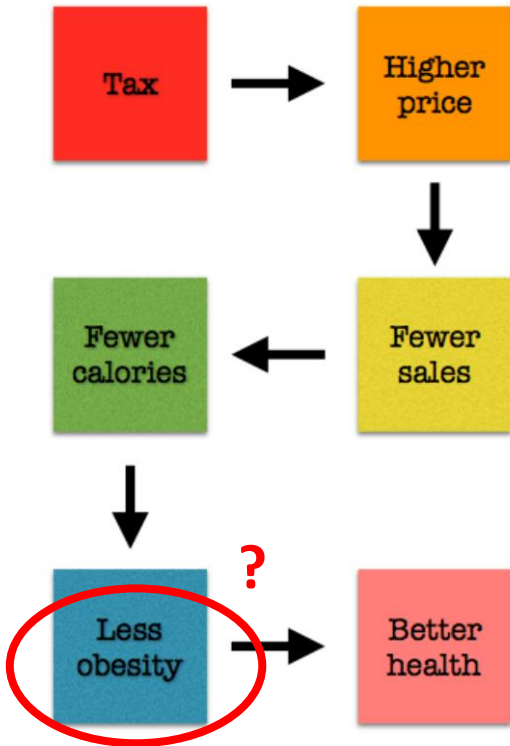 Tax
Higher
price
Fewer
calories
Fewer
sales
?
Less
obesity
Better
health